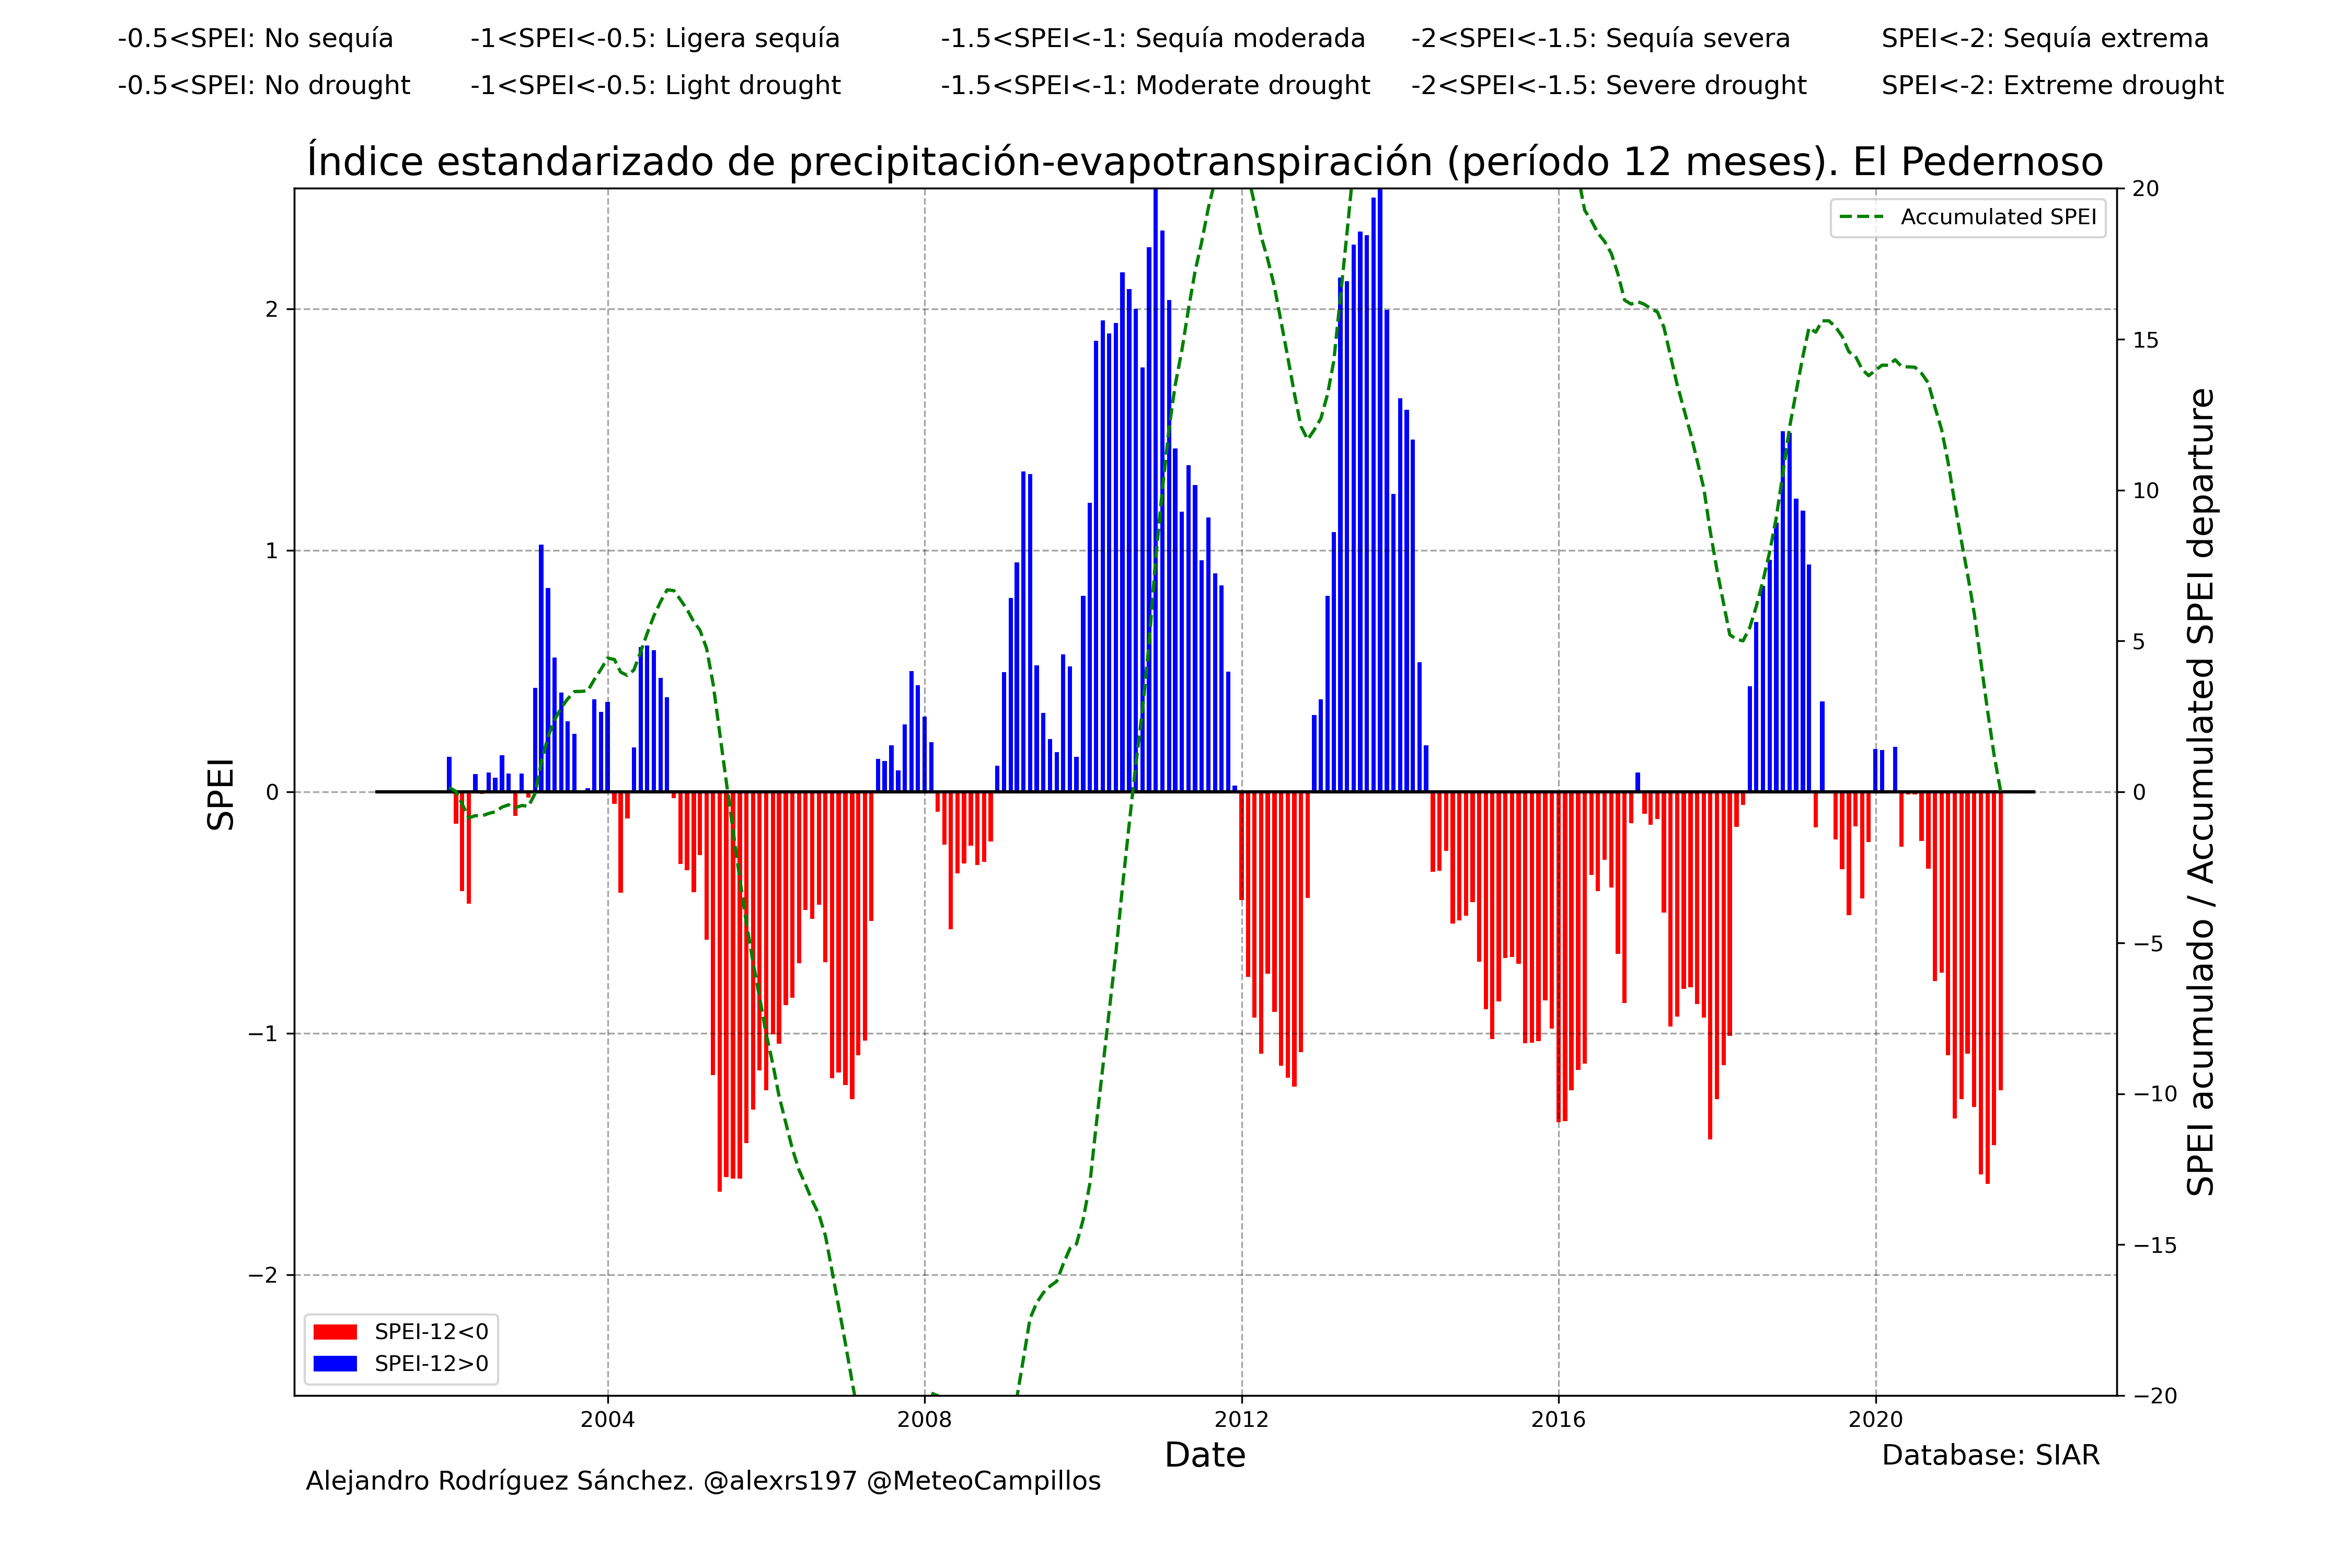 -0.5<SPEI: No sequía -1<SPEI<-0.5: Ligera sequía -1.5<SPEI<-1: Sequía moderada -2<SPEI<-1.5: Sequía severa SPEI<-2: Sequía extrema
-0.5<SPEI: No drought -1<SPEI<-0.5: Light drought -1.5<SPEI<-1: Moderate drought -2<SPEI<-1.5: Severe drought SPEI<-2: Extreme drought
Índice estandarizado de precipitación-evapotranspiración (período 12 meses). El Pedernoso
Accumulated SPEI
2
1
0
−1
−2
SPEI
20
15
10
5
0
−5
−10
−15
−20
SPEI acumulado / Accumulated SPEI departure
SPEI-12<0
SPEI-12>0
2004 2008 2012 2016 2020
Date
Database: SIAR
Alejandro Rodríguez Sánchez. @alexrs197 @MeteoCampillos